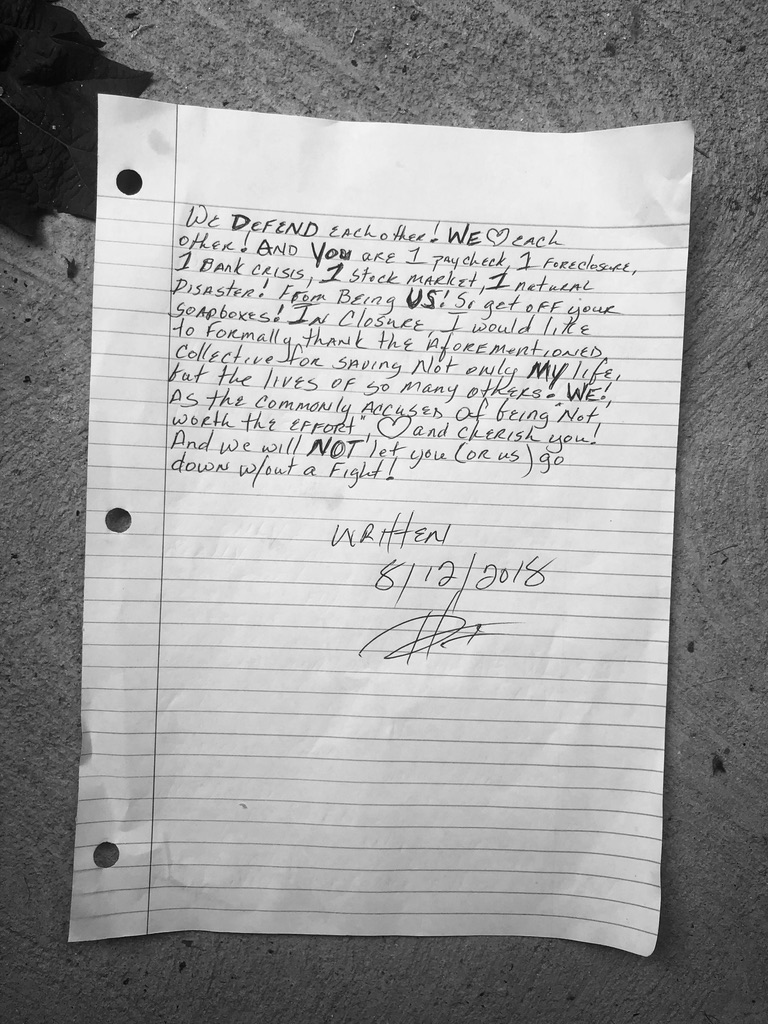 We DEFEND each other! WE ♡ each
other! AND YOU are 1 paycheck, 1 foreclosure,
1 Bank crisis, 1 stock market, 1 natural
Disaster! From Being US! So get off your
soapboxes! In Closure I would like
to formally thank the aforementioned
collective for saving Not only MY life,
but the lives of so many others! WE!
As the commonly accused of being "Not
worth the effort", ♡ and cherish you!
And we will NOT let you (or us) go
down w/out a Fight!
WRITTEN
8/12/2018